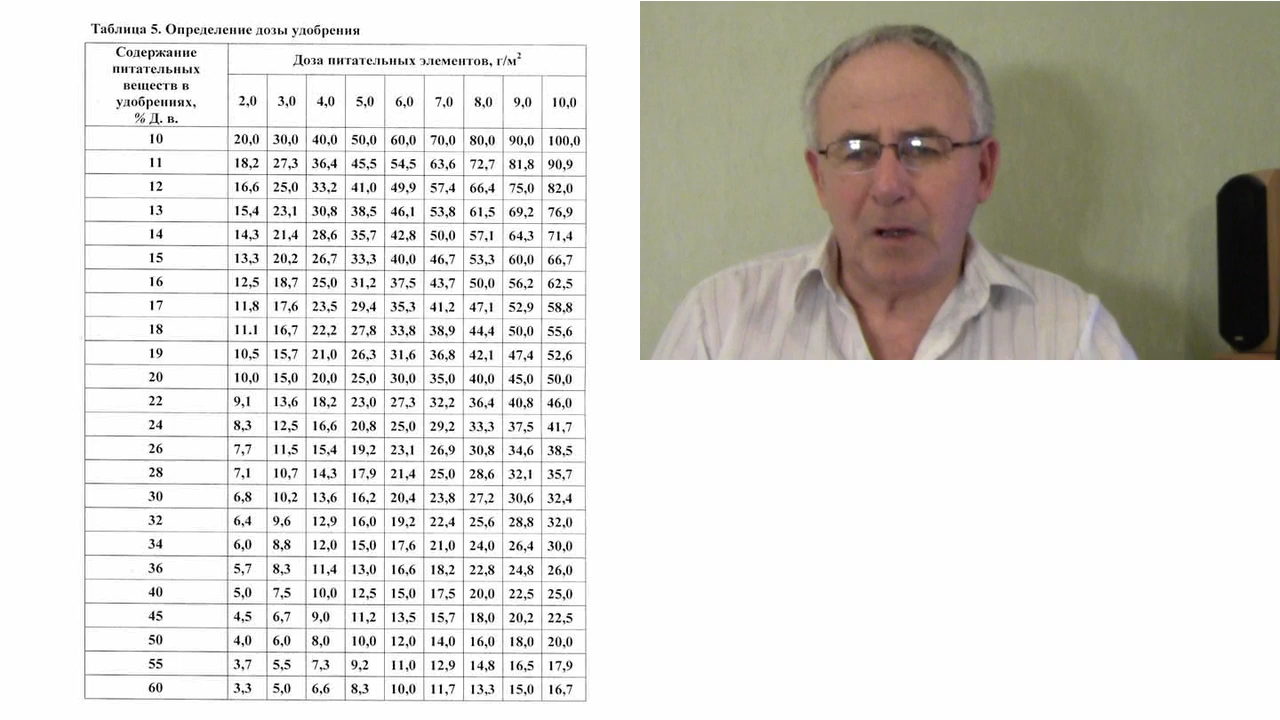 Таблица 5. Определение дозы удобрения
Содержание
питательных
веществ в
удобрениях,
% Д. в.
Доза питательных элементов, г/м²
2,0 3,0 4,0 5,0 6,0 7,0 8,0 9,0 10,0
10 20,0 30,0 40,0 50,0 60,0 70,0 80,0 90,0 100,0
11 18,2 27,3 36,4 45,5 54,5 63,6 72,7 81,8 90,9
12 16,6 25,0 33,2 41,0 49,9 57,4 66,4 75,0 82,0
13 15,4 23,1 30,8 38,5 46,1 53,8 61,5 69,2 76,9
14 14,3 21,4 28,6 35,7 42,8 50,0 57,1 64,3 71,4
15 13,3 20,2 26,7 33,3 40,0 46,7 53,3 60,0 66,7
16 12,5 18,7 25,0 31,2 37,5 43,7 50,0 56,2 62,5
17 11,8 17,6 23,5 29,4 35,3 41,2 47,1 52,9 58,8
18 11.1 16,7 22,2 27,8 33,8 38,9 44,4 50,0 55,6
19 10,5 15,7 21,0 26,3 31,6 36,8 42,1 47,4 52,6
20 10,0 15,0 20,0 25,0 30,0 35,0 40,0 45,0 50,0
22 9,1 13,6 18,2 23,0 27,3 32,2 36,4 40,8 46,0
24 8,3 12,5 16,6 20,8 25,0 29,2 33,3 37,5 41,7
26 7,7 11,5 15,4 19,2 23,1 26,9 30,8 34,6 38,5
28 7,1 10,7 14,3 17,9 21,4 25,0 28,6 32,1 35,7
30 6,8 10,2 13,6 16,2 20,4 23,8 27,2 30,6 32,4
32 6,4 9,6 12,9 16,0 19,2 22,4 25,6 28,8 32,0
34 6,0 8,8 12,0 15,0 17,6 21,0 24,0 26,4 30,0
36 5,7 8,3 11,4 13,0 16,6 18,2 22,8 24,8 26,0
40 5,0 7,5 10,0 12,5 15,0 17,5 20,0 22,5 25,0
45 4,5 6,7 9,0 11,2 13,5 15,7 18,0 20,2 22,5
50 4,0 6,0 8,0 10,0 12,0 14,0 16,0 18,0 20,0
55 3,7 5,5 7,3 9,2 11,0 12,9 14,8 16,5 17,9
60 3,3 5,0 6,6 8,3 10,0 11,7 13,3 15,0 16,7